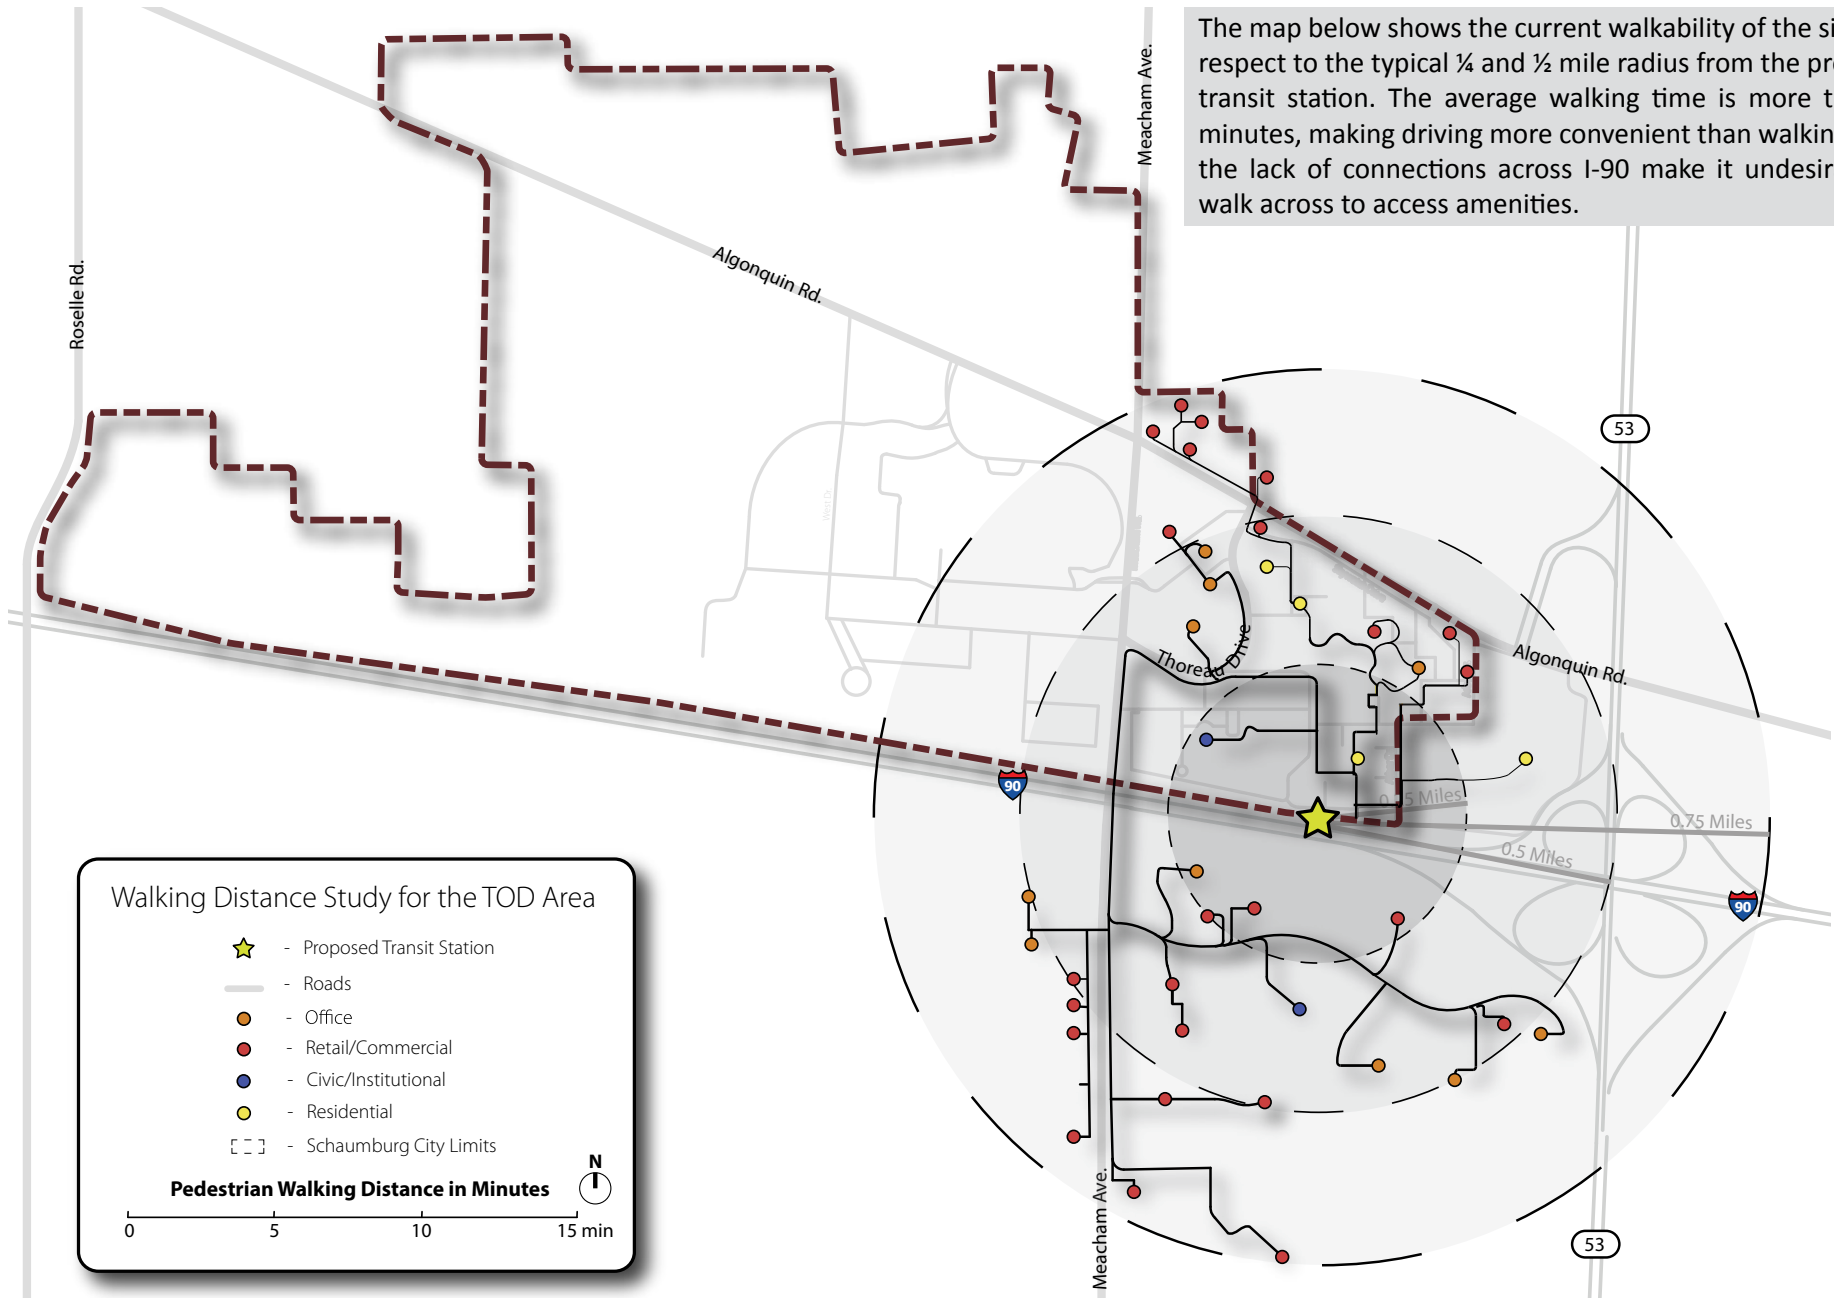 The map below shows the current walkability of the si
respect to the typical ¼ and ½ mile radius from the pr
transit station. The average walking time is more t
minutes, making driving more convenient than walkin
the lack of connections across I-90 make it undesir
walk across to access amenities.
Meacham Ave.
Roselle Rd.
Algonquin Rd.
53
West Dr.
Thoreau Drive
Algonquin Rd.
90
0.25 Miles
0.75 Miles
0.5 Miles
90
Walking Distance Study for the TOD Area
- Proposed Transit Station
- Roads
- Office
- Retail/Commercial
- Civic/Institutional
- Residential
- Schaumburg City Limits
Pedestrian Walking Distance in Minutes
N
0 5 10 15 min
Meacham Ave.
53